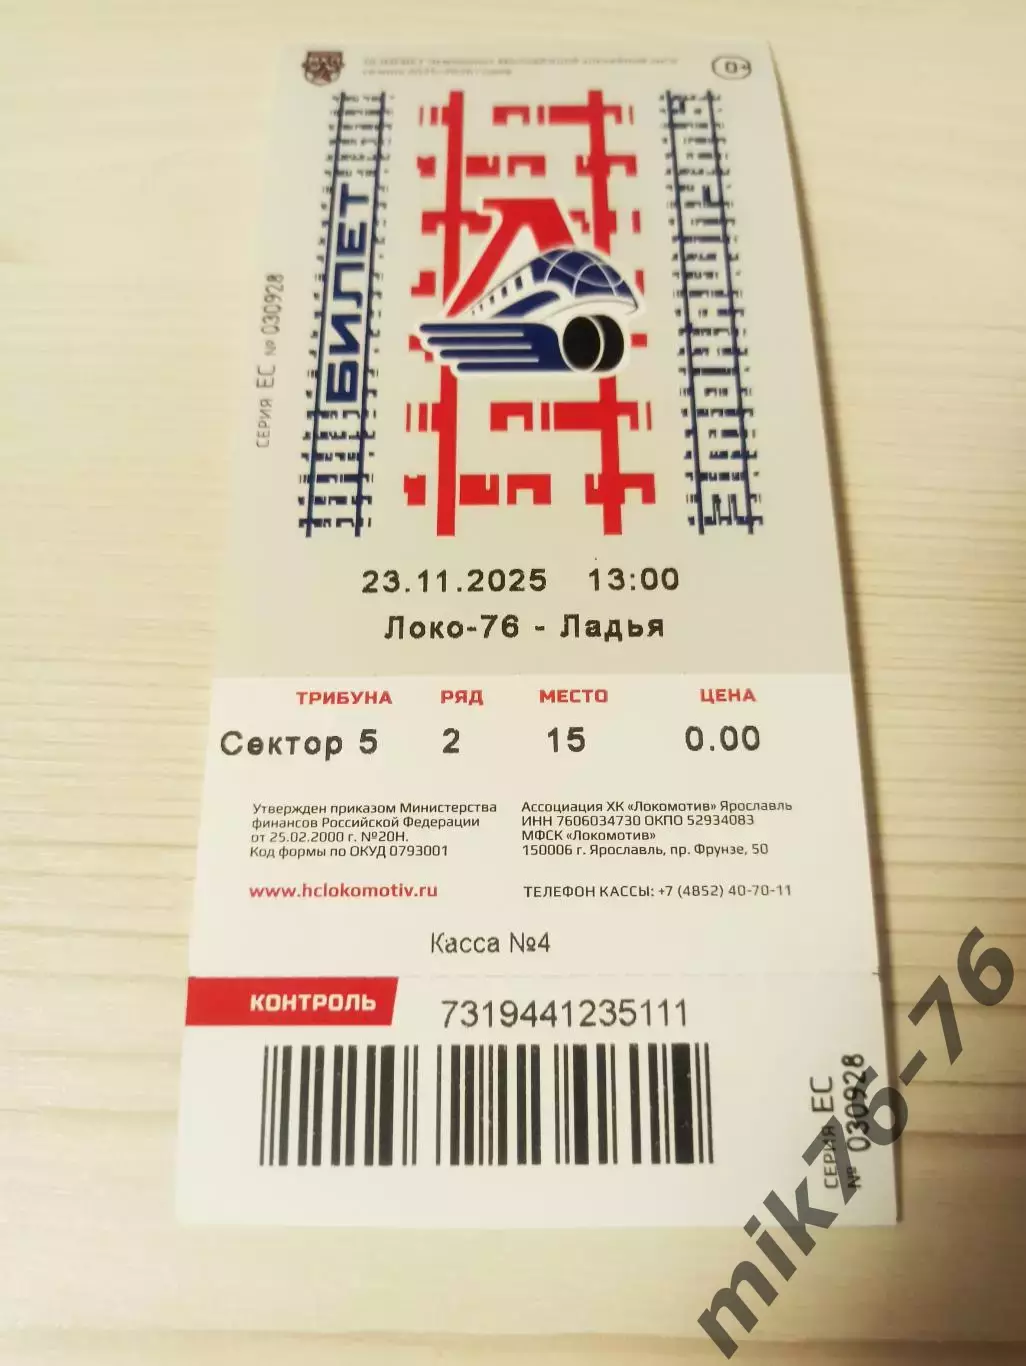 0+
БИЛЕТ
СЕРИЯ ЕС № 030928
23.11.2025 13:00
Локо-76 - Ладья
ТРИБУНА РЯД МЕСТО ЦЕНА
Сектор 5 2 15 0.00
Утвержден приказом Министерства
финансов Российской Федерации
от 25.02.2000 г. №20Н.
Код формы по ОКУД 0793001
Ассоциация ХК «Локомотив» Ярославль
ИНН 7606034730 ОКПО 52934083
МФСК «Локомотив»
150006 г. Ярославль, пр. Фрунзе, 50
www.hclokomotiv.ru
ТЕЛЕФОН КАССЫ: +7 (4852) 40-70-11
Касса №4
КОНТРОЛЬ
7319441235111
СЕРИЯ ЕС
№ 030928
mik76-76